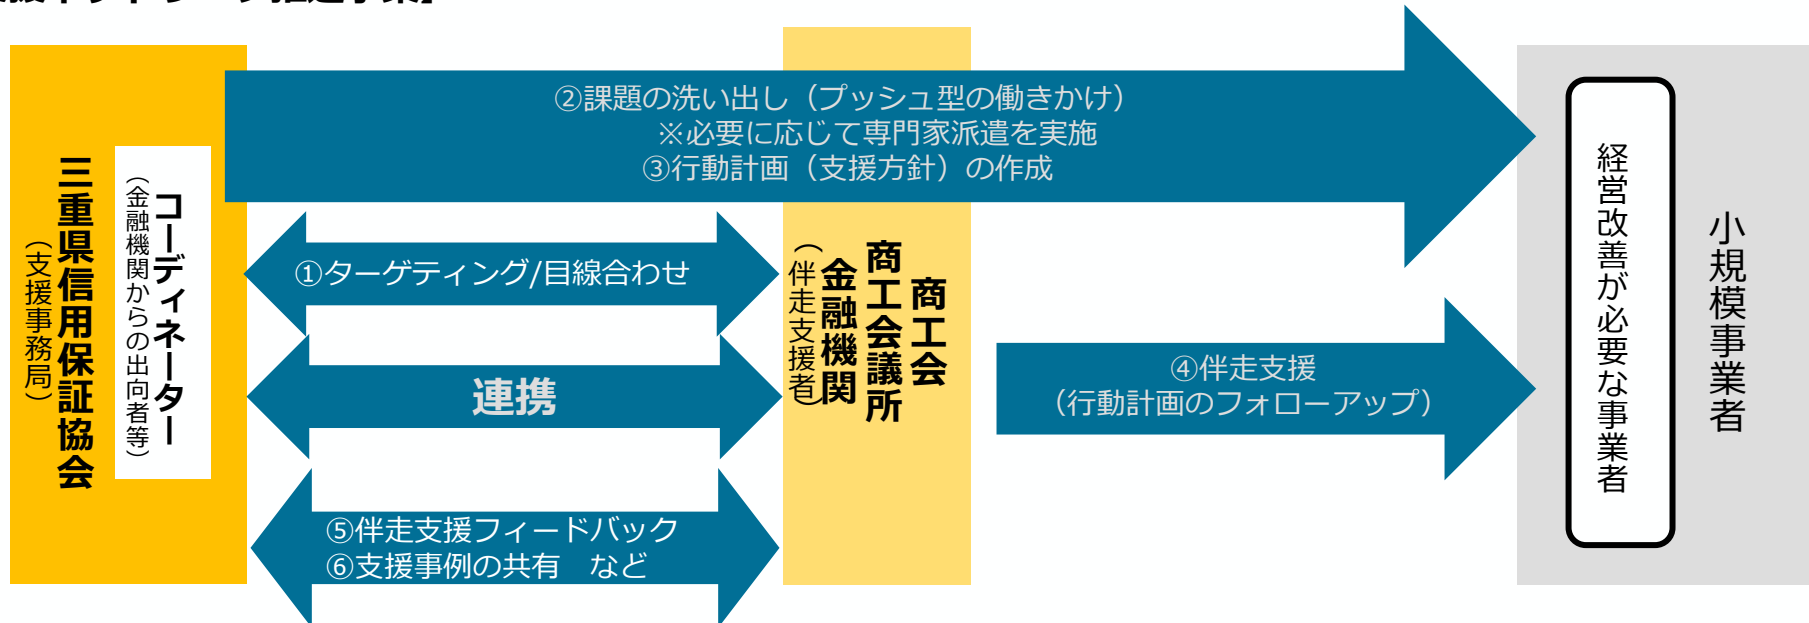 三重県信用保証協会
（支援事務局）
コーディネーター
（金融機関からの出向者等）
②課題の洗い出し（プッシュ型の働きかけ）
※必要に応じて専門家派遣を実施
③行動計画（支援方針）の作成
①ターゲティング/目線合わせ
連携
⑤伴走支援フィードバック
⑥支援事例の共有　など
商工会
商工会議所
金融機関
（伴走支援者）
④伴走支援
（行動計画のフォローアップ）
小規模事業者
経営改善が必要な事業者